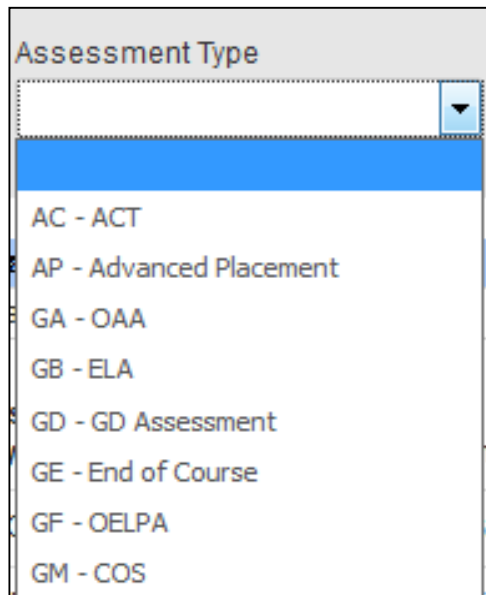 Assessment Type
AC - ACT
AP - Advanced Placement
GA - OAA
GB - ELA
GD - GD Assessment
GE - End of Course
GF - OELPA
GM - COS